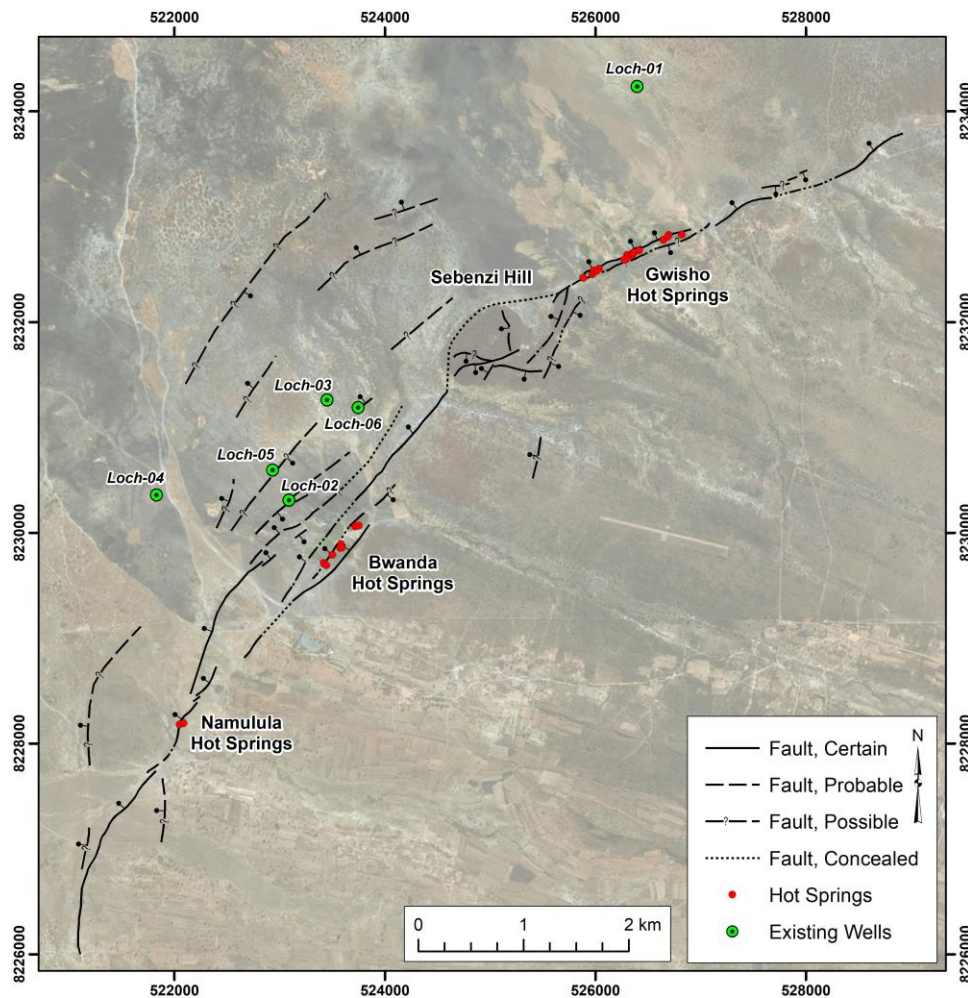 522000
524000
526000
528000
8234000
8232000
8230000
8228000
8226000
8234000
8232000
8230000
8228000
8226000
Loch-01
Sebenzi Hill
Gwisho
Hot Springs
Loch-03
Loch-06
Loch-05
Loch-04
Loch-02
Bwanda
Hot Springs
Namulula
Hot Springs
N
Fault, Certain
Fault, Probable
?
Fault, Possible
Fault, Concealed
Hot Springs
Existing Wells
0 1 2 km
522000
524000
526000
528000